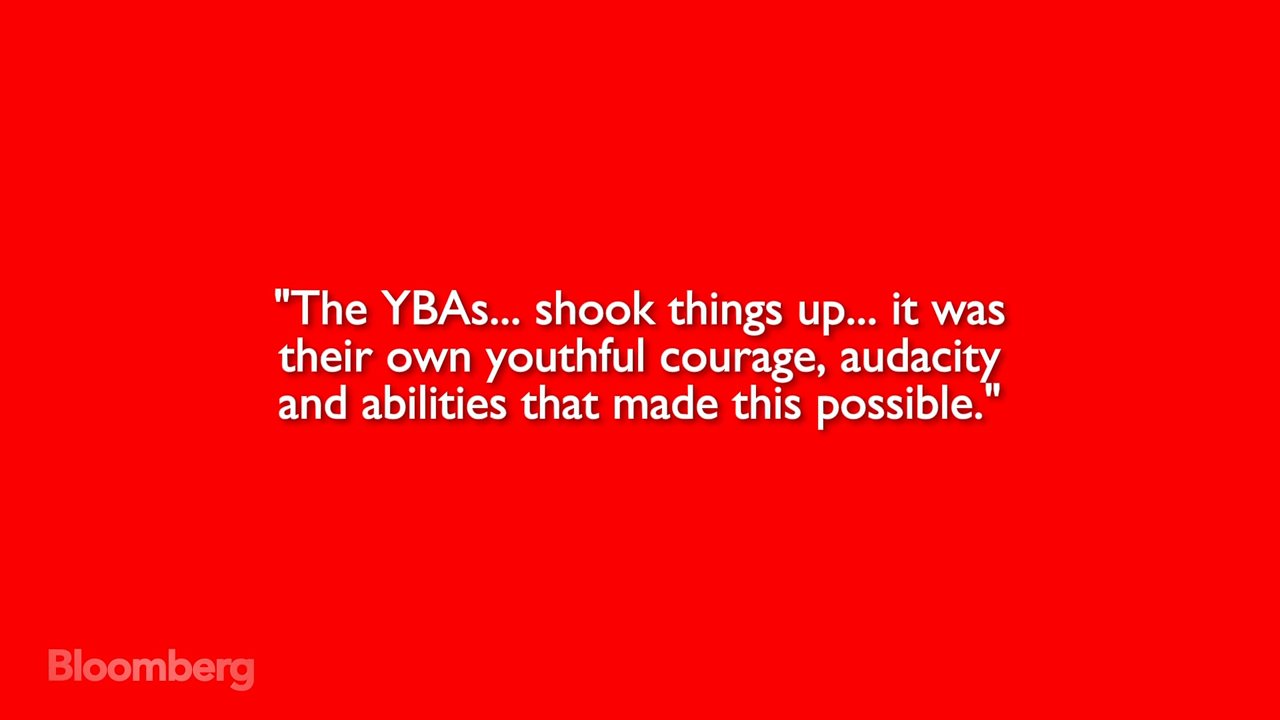 "The YBAs... shook things up... it was
their own youthful courage, audacity
and abilities that made this possible."
Bloomberg